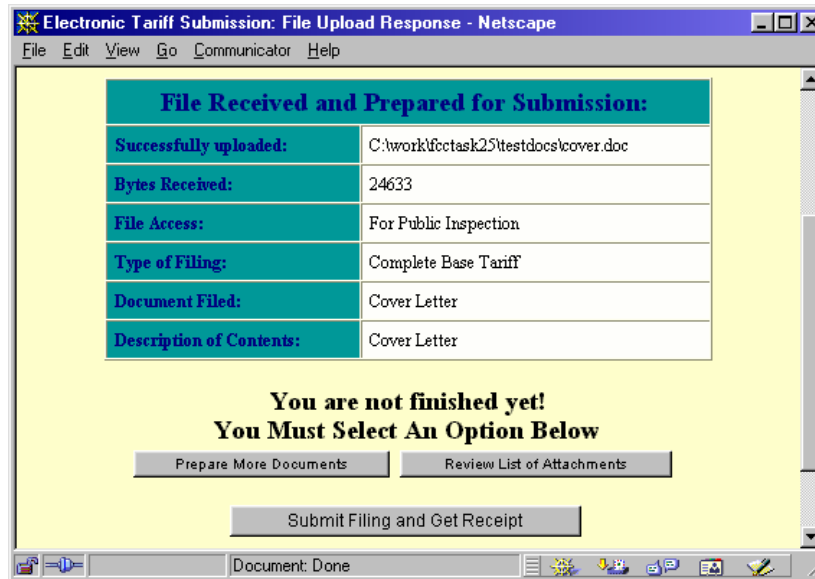 Electronic Tariff Submission: File Upload Response - Netscape
File Edit View Go Communicator Help
File Received and Prepared for Submission:
Successfully uploaded: C:\work\fcctask25\testdocs\cover.doc
Bytes Received: 24633
File Access: For Public Inspection
Type of Filing: Complete Base Tariff
Document Filed: Cover Letter
Description of Contents: Cover Letter
You are not finished yet!
You Must Select An Option Below
Prepare More Documents Review List of Attachments
Submit Filing and Get Receipt
Document: Done